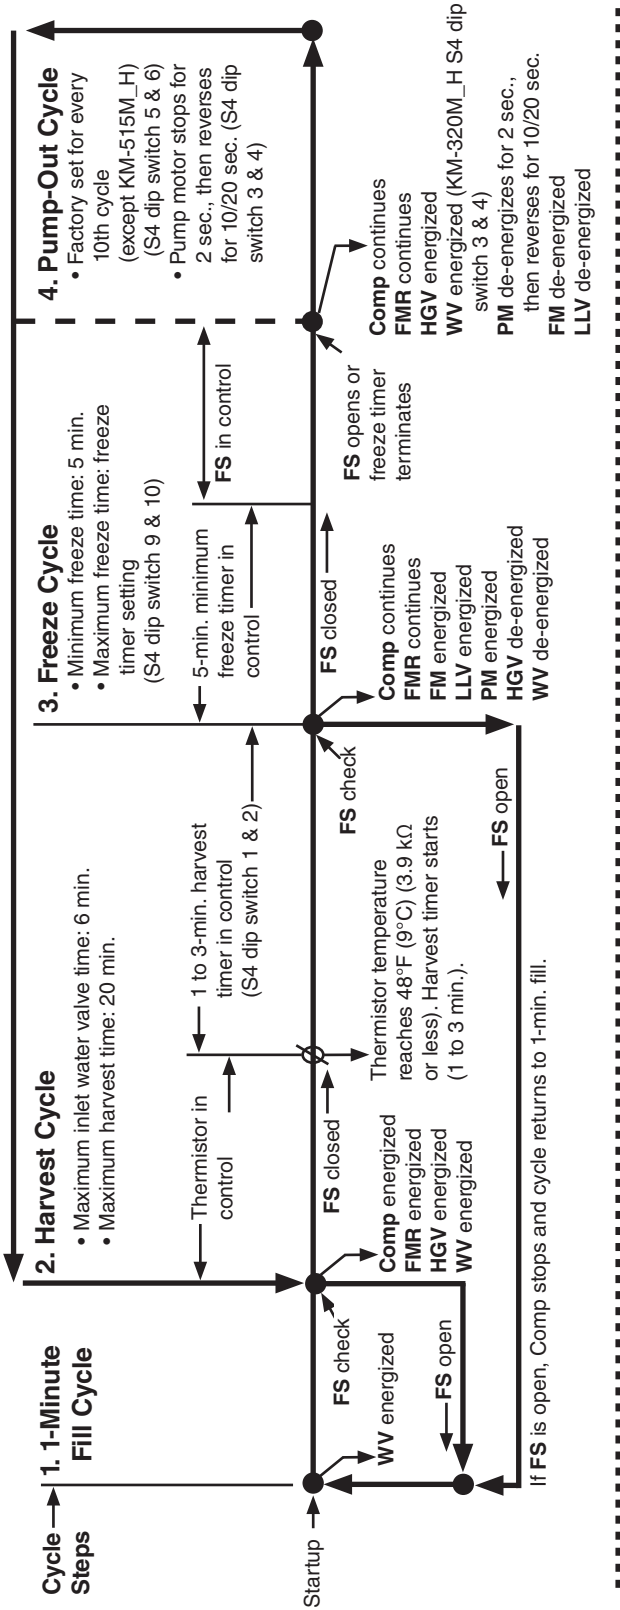 Cycle
Steps
1. 1-Minute
Fill Cycle
Startup
WV energized
FS check
FS open
2. Harvest Cycle
• Maximum inlet water valve time: 6 min.
• Maximum harvest time: 20 min.
Thermistor in
control
FS closed
Comp energized
FMR energized
HGV energized
WV energized
1 to 3-min. harvest
timer in control
(S4 dip switch 1 & 2)
Thermistor temperature
reaches 48°F (9°C) (3.9 kΩ
or less). Harvest timer starts
(1 to 3 min.).
FS check
FS open
If FS is open, Comp stops and cycle returns to 1-min. fill.
3. Freeze Cycle
• Minimum freeze time: 5 min.
• Maximum freeze time: freeze
timer setting
(S4 dip switch 9 & 10)
5-min. minimum
freeze timer in
control
FS in control
FS closed
Comp continues
FMR continues
FM energized
LLV energized
PM energized
HGV de-energized
WV de-energized
FS opens or
freeze timer
terminates
4. Pump-Out Cycle
• Factory set for every
10th cycle
(except KM-515M_H)
(S4 dip switch 5 & 6)
• Pump motor stops for
2 sec., then reverses
for 10/20 sec. (S4 dip
switch 3 & 4)
Comp continues
FMR continues
HGV energized
WV energized (KM-320M_H S4 dip
switch 3 & 4)
PM de-energizes for 2 sec.,
then reverses for 10/20 sec.
FM de-energized
LLV de-energized